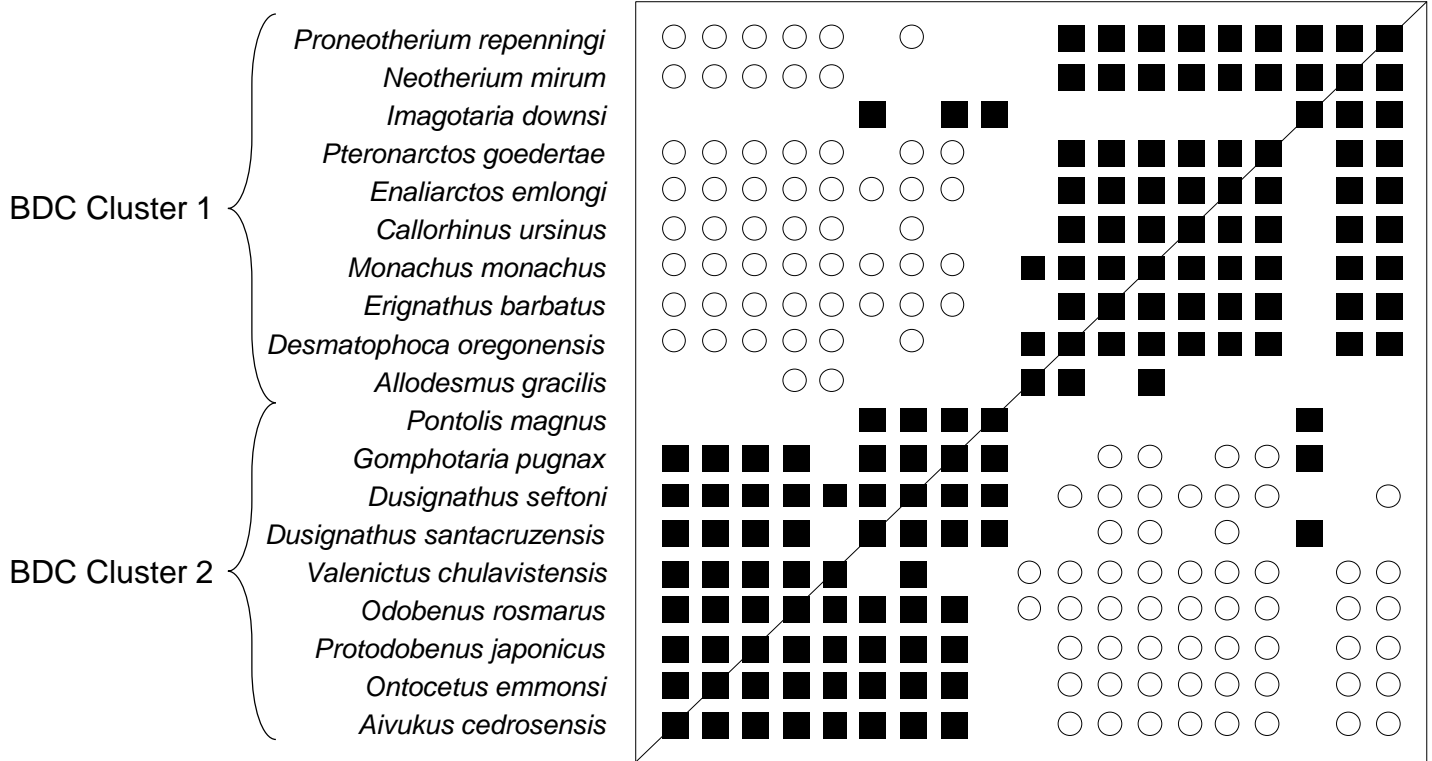 Proneotherium repenningi
Neotherium mirum
Imagotaria downsi
Pteronarctos goedertae
Enaliarctos emlongi
BDC Cluster 1
Callorhinus ursinus
Monachus monachus
Erignathus barbatus
Desmatophoca oregonensis
Allodesmus gracilis
Pontolis magnus
Gomphotaria pugnax
Dusignathus seftoni
Dusignathus santacruzensis
BDC Cluster 2
Valenictus chulavistensis
Odobenus rosmarus
Protodobenus japonicus
Ontocetus emmonsi
Aivukus cedrosensis